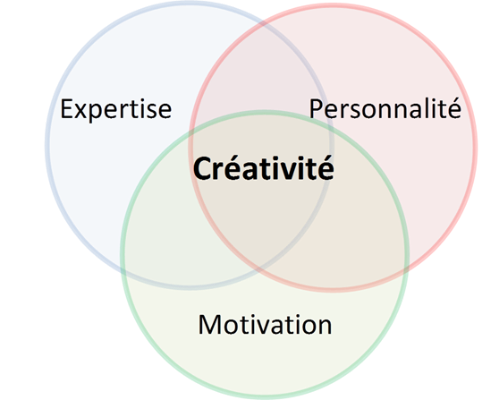 Expertise
Personnalité
Créativité
Motivation